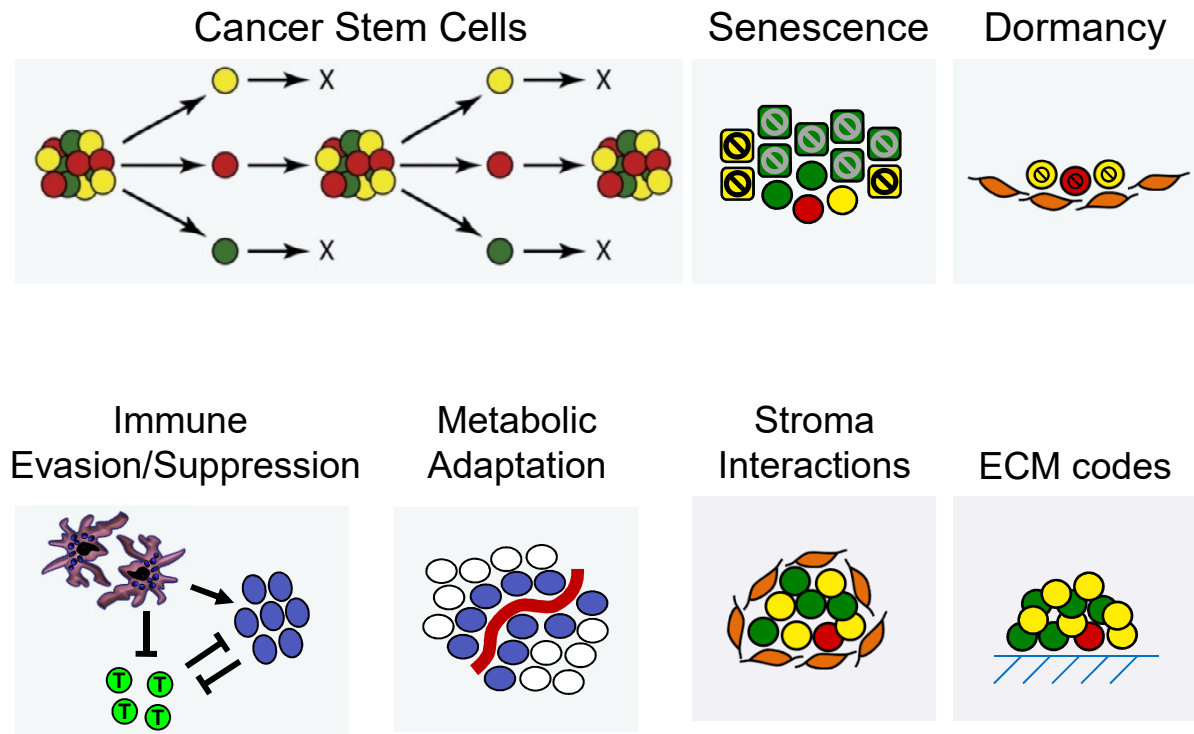 Cancer Stem Cells
Senescence
Dormancy
X
X
X
X
Immune
Evasion/Suppression
Metabolic
Adaptation
Stroma
Interactions
ECM codes
T
T
T
T